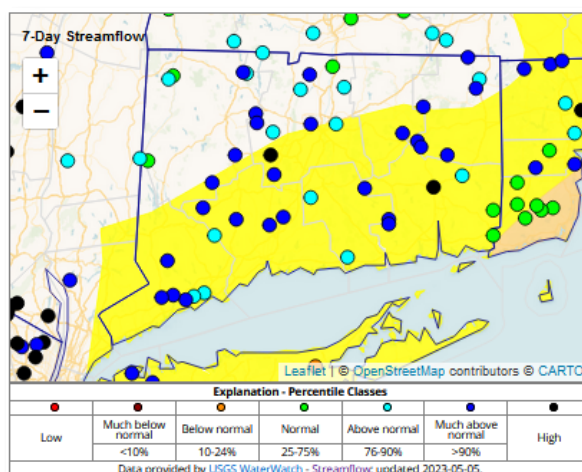 7-Day Streamflow
+
−
Leaflet | © OpenStreetMap contributors © CARTO
Explanation - Percentile Classes
Low
Much below normal
Below normal
Normal
Above normal
Much above normal
High
<10%
10-24%
25-75%
76-90%
>90%
Data provided by USGS WaterWatch - Streamflow; updated 2023-05-05.